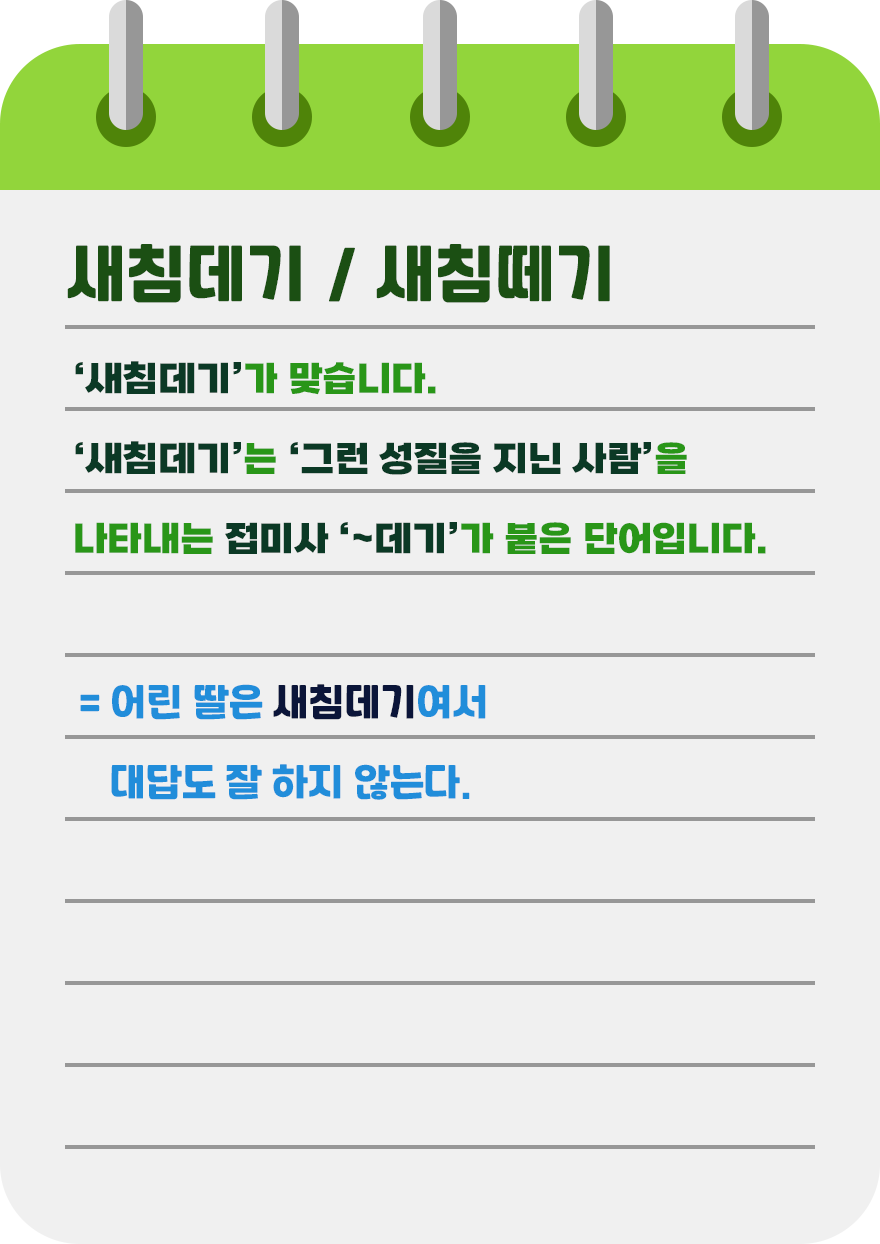 새침데기 / 새침떼기
‘새침데기’가 맞습니다.
‘새침데기’는 ‘그런 성질을 지닌 사람’을
나타내는 접미사 ‘~데기’가 붙은 단어입니다.
= 어린 딸은 새침데기여서
대답도 잘 하지 않는다.